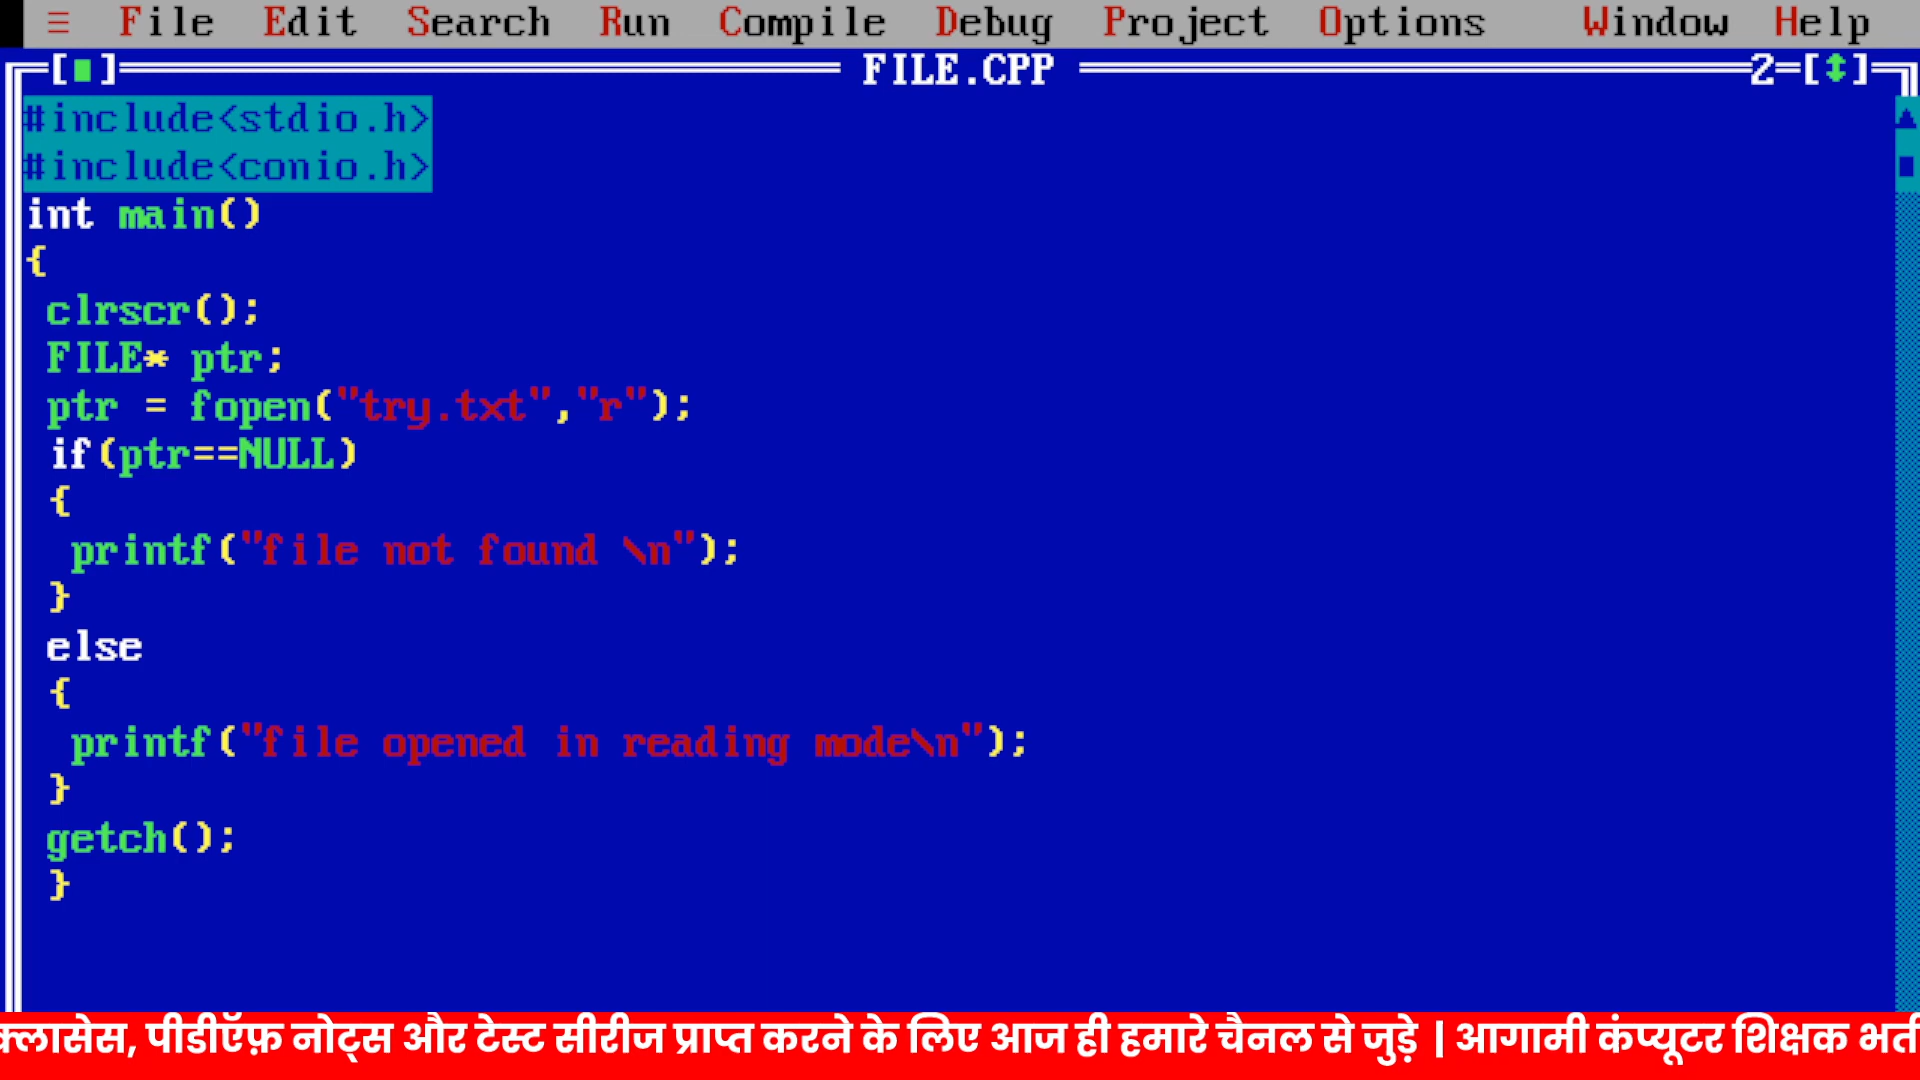 ≡ File Edit Search Run Compile Debug Project Options Window Help
[■] FILE.CPP 2=[↕]
#include<stdio.h>
#include<conio.h>
int main()
{
clrscr();
FILE* ptr;
ptr = fopen("try.txt","r");
if(ptr==NULL)
{
printf("file not found \n");
}
else
{
printf("file opened in reading mode\n");
}
getch();
}
क्लासेस, पीडीऍफ़ नोट्स और टेस्ट सीरीज प्राप्त करने के लिए आज ही हमारे चैनल से जुड़े | आगामी कंप्यूटर शिक्षक भर्ती